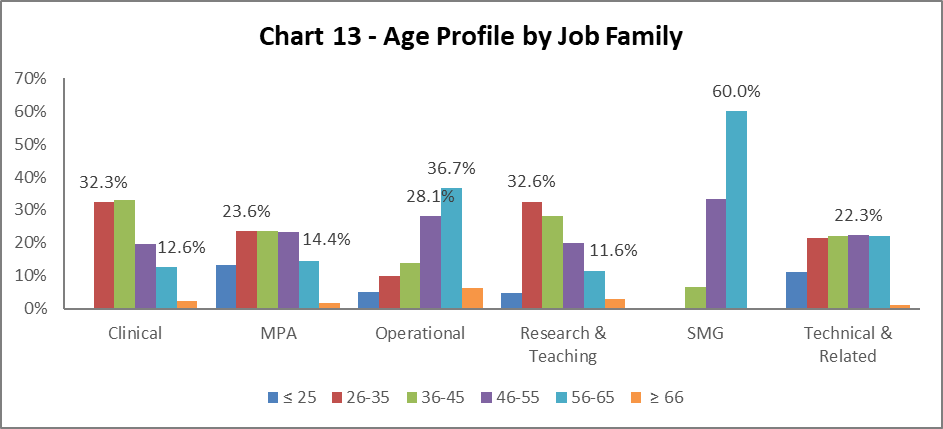 Chart 13 - Age Profile by Job Family
70%
60%
50%
40%
30%
20%
10%
0%
32.3%
12.6%
23.6%
14.4%
28.1%
36.7%
32.6%
11.6%
60.0%
22.3%
Clinical
MPA
Operational
Research &
Teaching
SMG
Technical &
Related
≤ 25
26-35
36-45
46-55
56-65
≥ 66